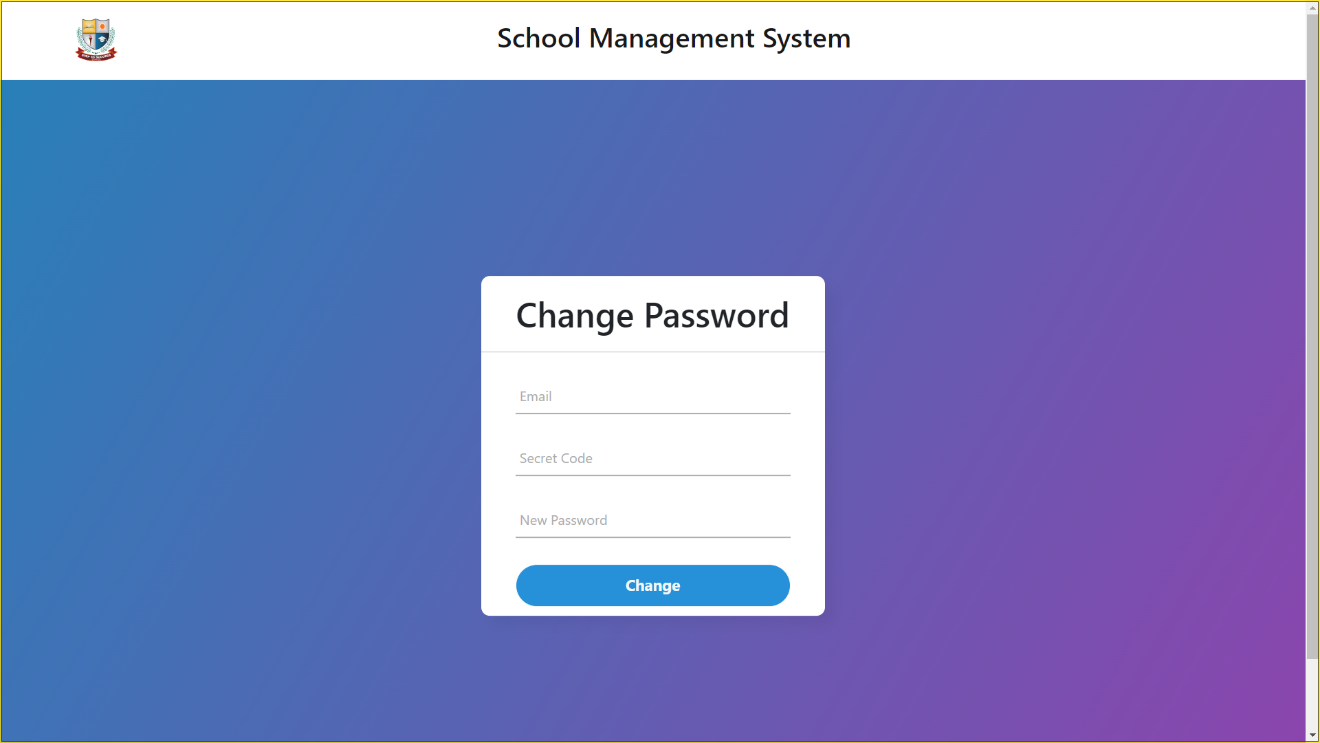 School Management System
Change Password
Email
Secret Code
New Password
Change